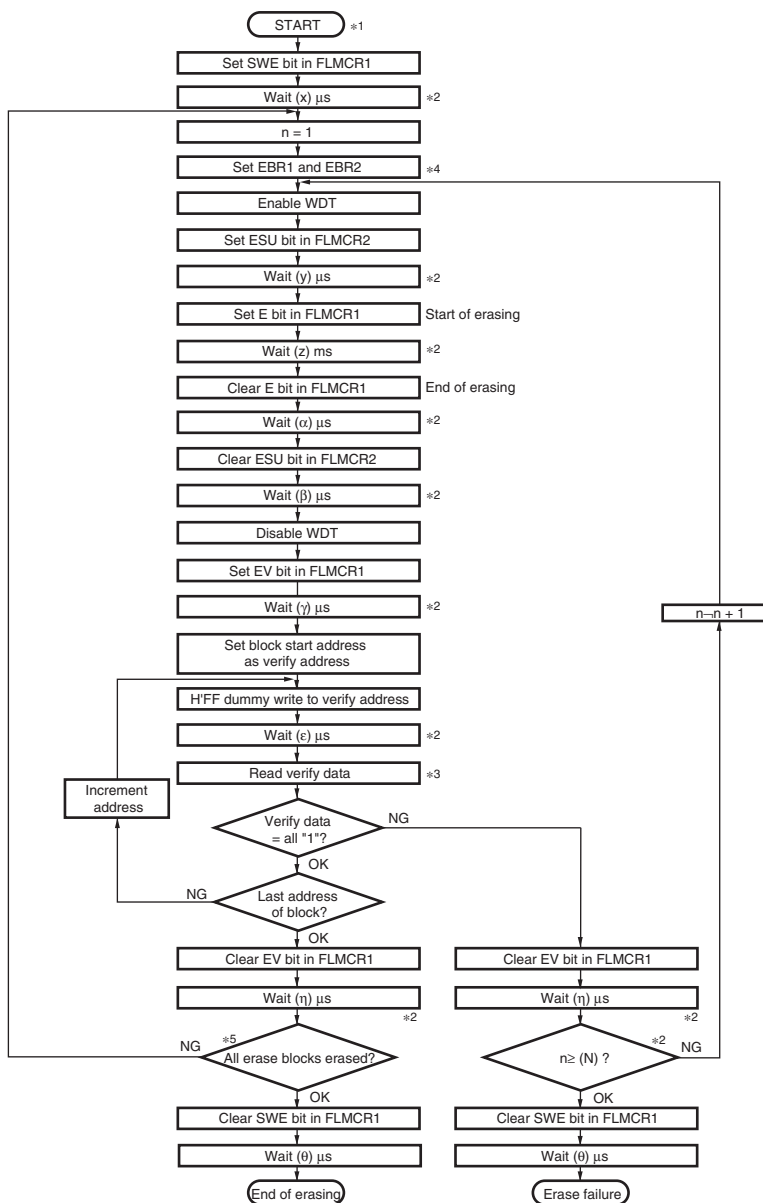 START *1
Set SWE bit in FLMCR1
Wait (x) μs *2
n = 1
Set EBR1 and EBR2 *4
Enable WDT
Set ESU bit in FLMCR2
Wait (y) μs *2
Set E bit in FLMCR1 Start of erasing
Wait (z) ms *2
Clear E bit in FLMCR1 End of erasing
Wait (α) μs *2
Clear ESU bit in FLMCR2
Wait (β) μs *2
Disable WDT
Set EV bit in FLMCR1
Wait (γ) μs *2
n¬n + 1
Set block start address
as verify address
H'FF dummy write to verify address
Wait (ε) μs *2
Read verify data *3
Increment
address
Verify data
= all "1"?
NG
OK
NG
Last address
of block?
OK
Clear EV bit in FLMCR1
Clear EV bit in FLMCR1
Wait (η) μs
*2
Wait (η) μs
*2
NG
*5
All erase blocks erased?
*2
n≥ (N) ?
NG
OK
OK
Clear SWE bit in FLMCR1
Clear SWE bit in FLMCR1
Wait (θ) μs
Wait (θ) μs
End of erasing
Erase failure